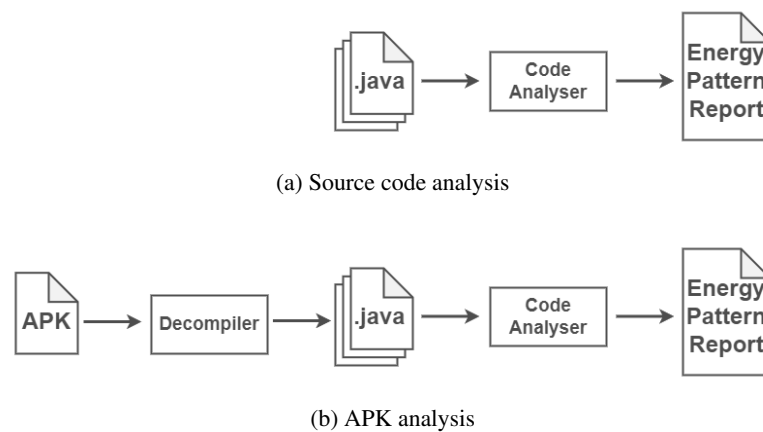 .java
Code
Analyser
Energy
Pattern
Report
(a) Source code analysis
APK
Decompiler
.java
Code
Analyser
Energy
Pattern
Report
(b) APK analysis